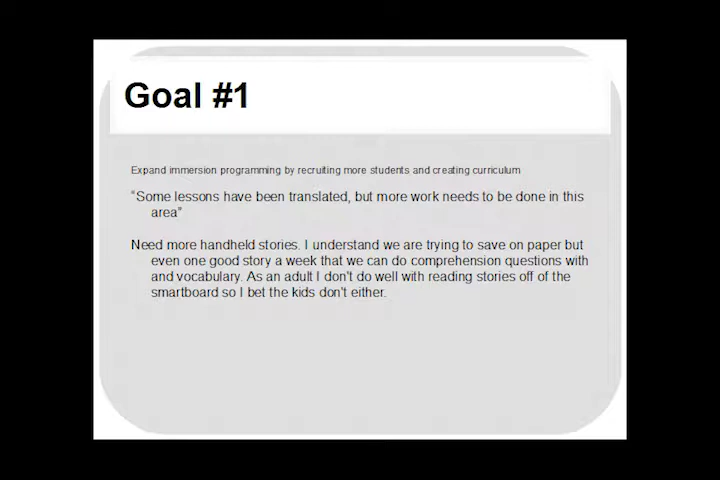 Goal #1
Expand immersion programming by recruiting more students and creating curriculum
"Some lessons have been translated, but more work needs to be done in this
area"
Need more handheld stories. I understand we are trying to save on paper but
even one good story a week that we can do comprehension questions with
and vocabulary. As an adult I don't do well with reading stories off of the
smartboard so I bet the kids don't either.